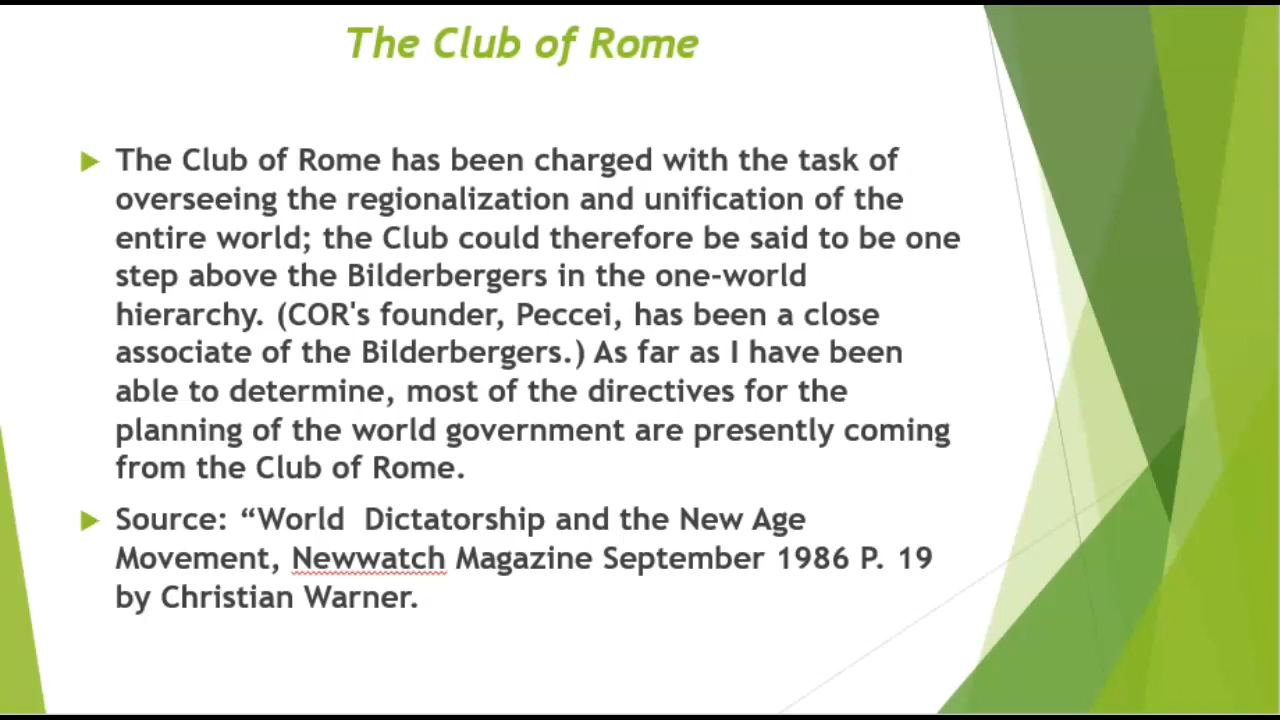 The Club of Rome
The Club of Rome has been charged with the task of
overseeing the regionalization and unification of the
entire world; the Club could therefore be said to be one
step above the Bilderbergers in the one-world
hierarchy. (COR's founder, Peccei, has been a close
associate of the Bilderbergers.) As far as I have been
able to determine, most of the directives for the
planning of the world government are presently coming
from the Club of Rome.
Source: “World  Dictatorship and the New Age
Movement, Newwatch Magazine September 1986 P. 19
by Christian Warner.